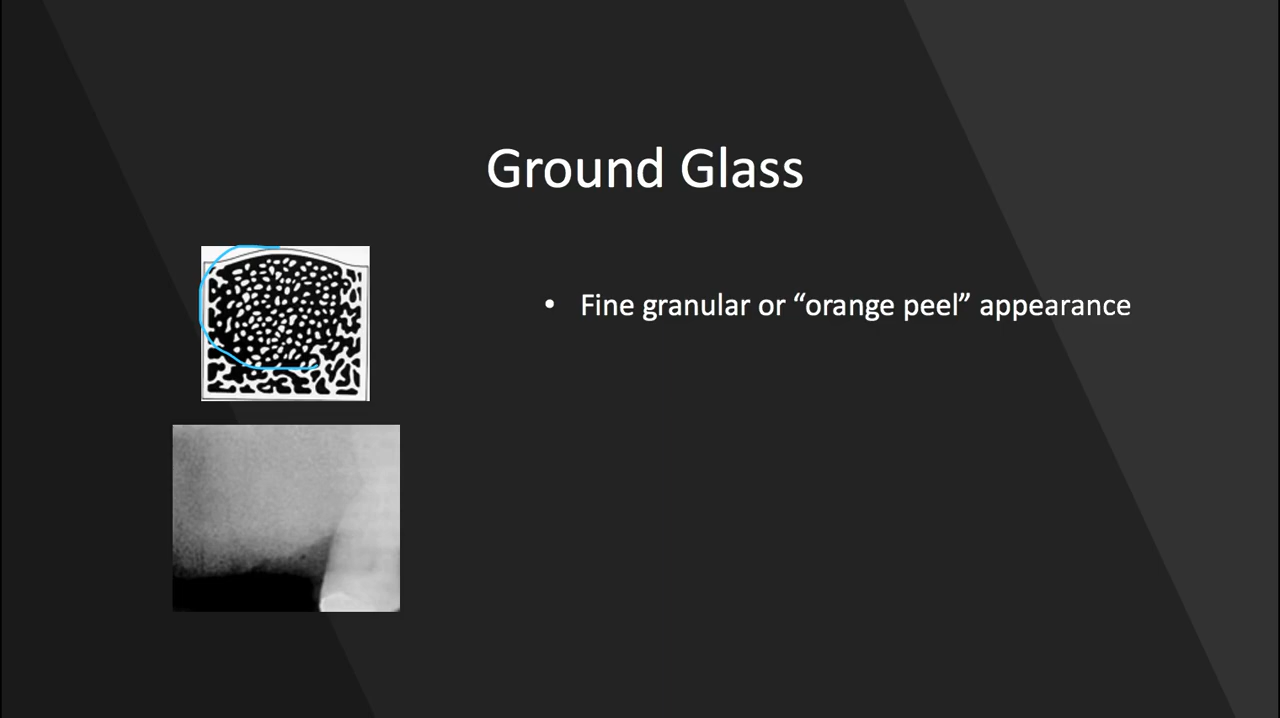 Ground Glass
• Fine granular or “orange peel” appearance